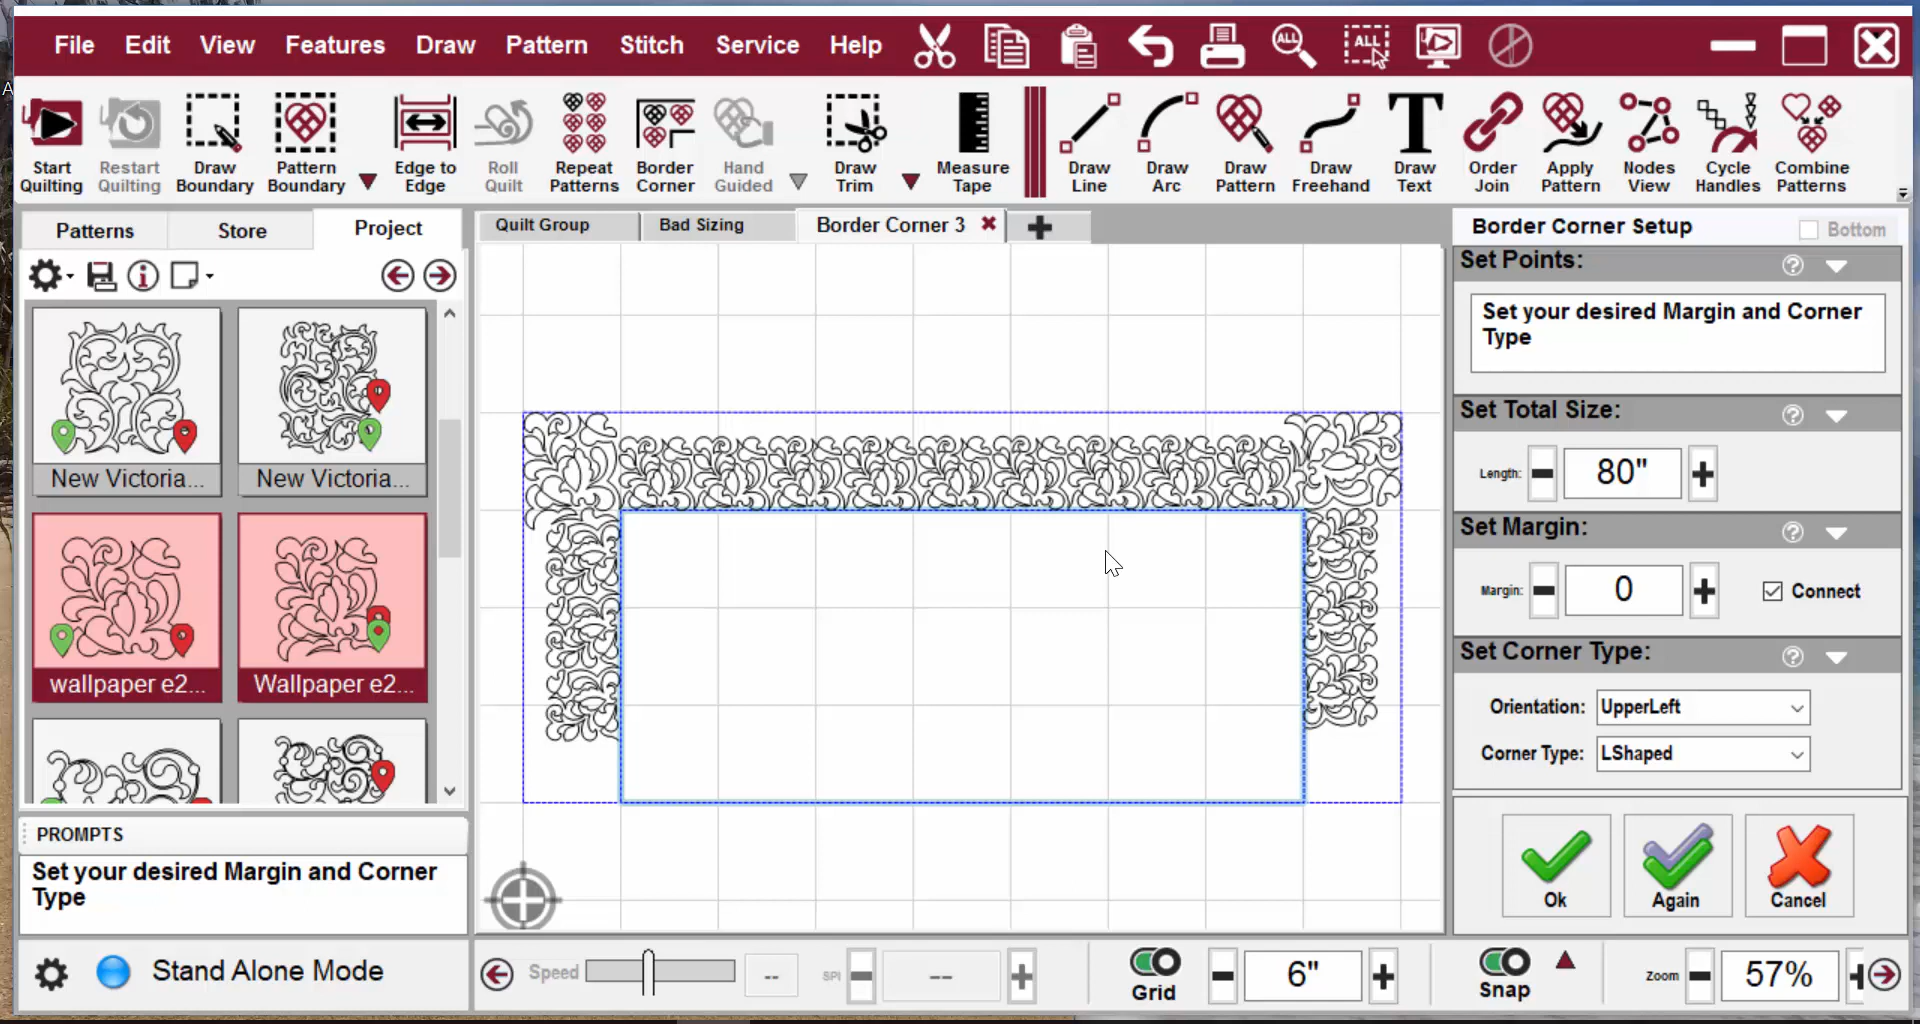 File Edit View Features Draw Pattern Stitch Service Help ALL ALL
Start Quilting
Restart Quilting
Draw Boundary
Pattern Boundary
Edge to Edge
Roll Quilt
Repeat Patterns
Border Corner
Hand Guided
Draw Trim
Measure Tape
Draw Line
Draw Arc
Draw Pattern
Draw Freehand
T
Draw Text
Order Join
Apply Pattern
Nodes View
Cycle Handles
Combine Patterns
Patterns Store Project
Quilt Group Bad Sizing Border Corner 3
New Victoria... New Victoria...
wallpaper e2... Wallpaper e2...
PROMPTS
Set your desired Margin and Corner
Type
Stand Alone Mode
Border Corner Setup Bottom
Set Points: ?
Set your desired Margin and Corner
Type
Set Total Size: ?
Length: 80"
Set Margin: ?
Margin: 0 Connect
Set Corner Type: ?
Orientation: UpperLeft
Corner Type: LShaped
Ok Again Cancel
Speed -- SPI -- Grid 6" Snap Zoom 57%